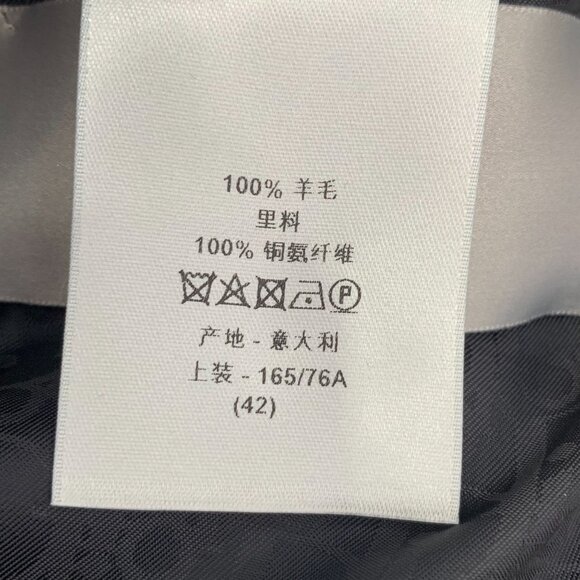 100% 羊毛
里料
100% 铜氨纤维
P
产地 - 意大利
上装 - 165/76A
(42)